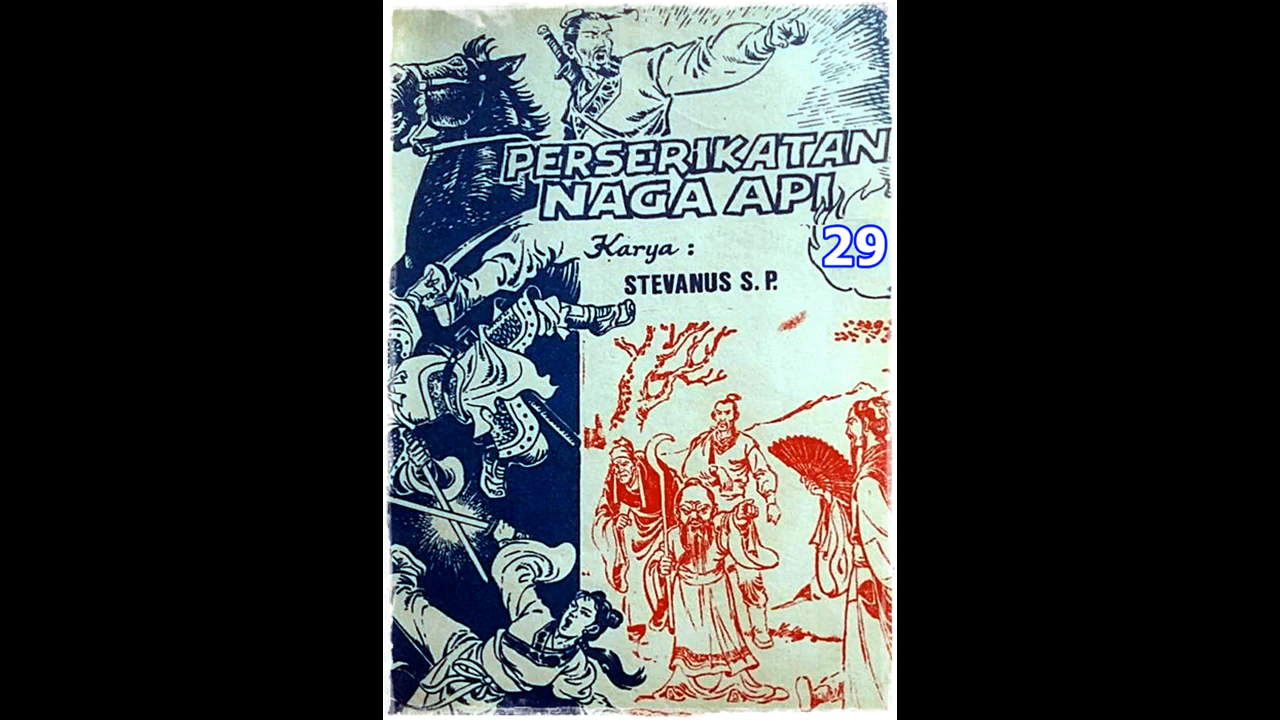 PERSERIKATAN
NAGA API
29
Karya :
STEVANUS S. P.